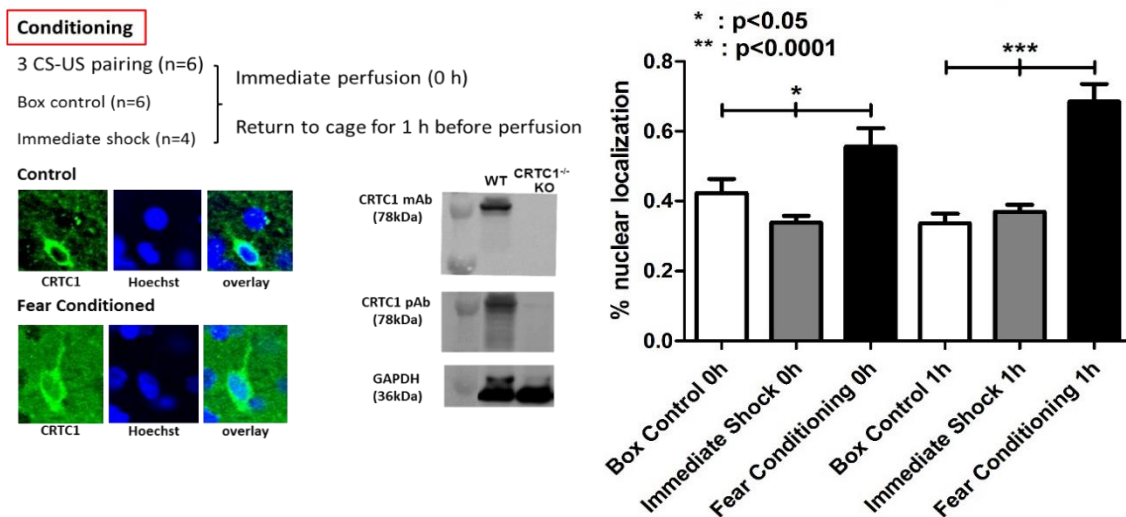 Conditioning
3 CS-US pairing (n=6)
Box control (n=6)
Immediate shock (n=4)
Immediate perfusion (0 h)
Return to cage for 1 h before perfusion
Control
CRTC1
Hoechst
overlay
Fear Conditioned
CRTC1
Hoechst
overlay
WT
CRTC1-/-
KO
CRTC1 mAb
(78kDa)
CRTC1 pAb
(78kDa)
GAPDH
(36kDa)
* : p<0.05
** : p<0.0001
*
***
% nuclear localization
0.8
0.6
0.4
0.2
0.0
Box Control 0h
Immediate Shock 0h
Fear Conditioning 0h
Box Control 1h
Immediate Shock 1h
Fear Conditioning 1h